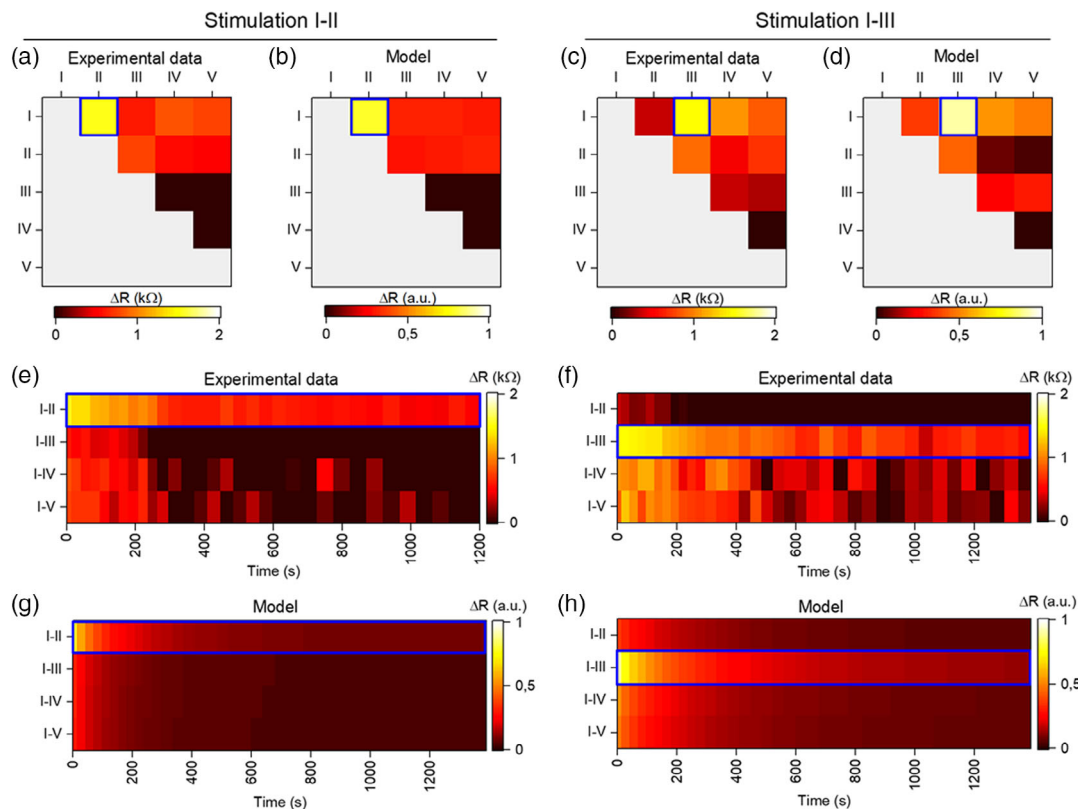 Stimulation I-II
Stimulation I-III
(a) Experimental data
I II III IV V
I
II
III
IV
V
ΔR (kΩ)
0 1 2
(b) Model
I II III IV V
I
II
III
IV
V
ΔR (a.u.)
0 0,5 1
(c) Experimental data
I II III IV V
I
II
III
IV
V
ΔR (kΩ)
0 1 2
(d) Model
I II III IV V
I
II
III
IV
V
ΔR (a.u.)
0 0,5 1
(e) Experimental data ΔR (kΩ)
I-II
I-III
I-IV
I-V
2
1
0
0 200 400 600 800 1000 1200
Time (s)
(f) Experimental data ΔR (kΩ)
I-II
I-III
I-IV
I-V
2
1
0
0 200 400 600 800 1000 1200
Time (s)
(g) Model ΔR (a.u.)
I-II
I-III
I-IV
I-V
1
0,5
0
0 200 400 600 800 1000 1200
Time (s)
(h) Model ΔR (a.u.)
I-II
I-III
I-IV
I-V
1
0,5
0
0 200 400 600 800 1000 1200
Time (s)